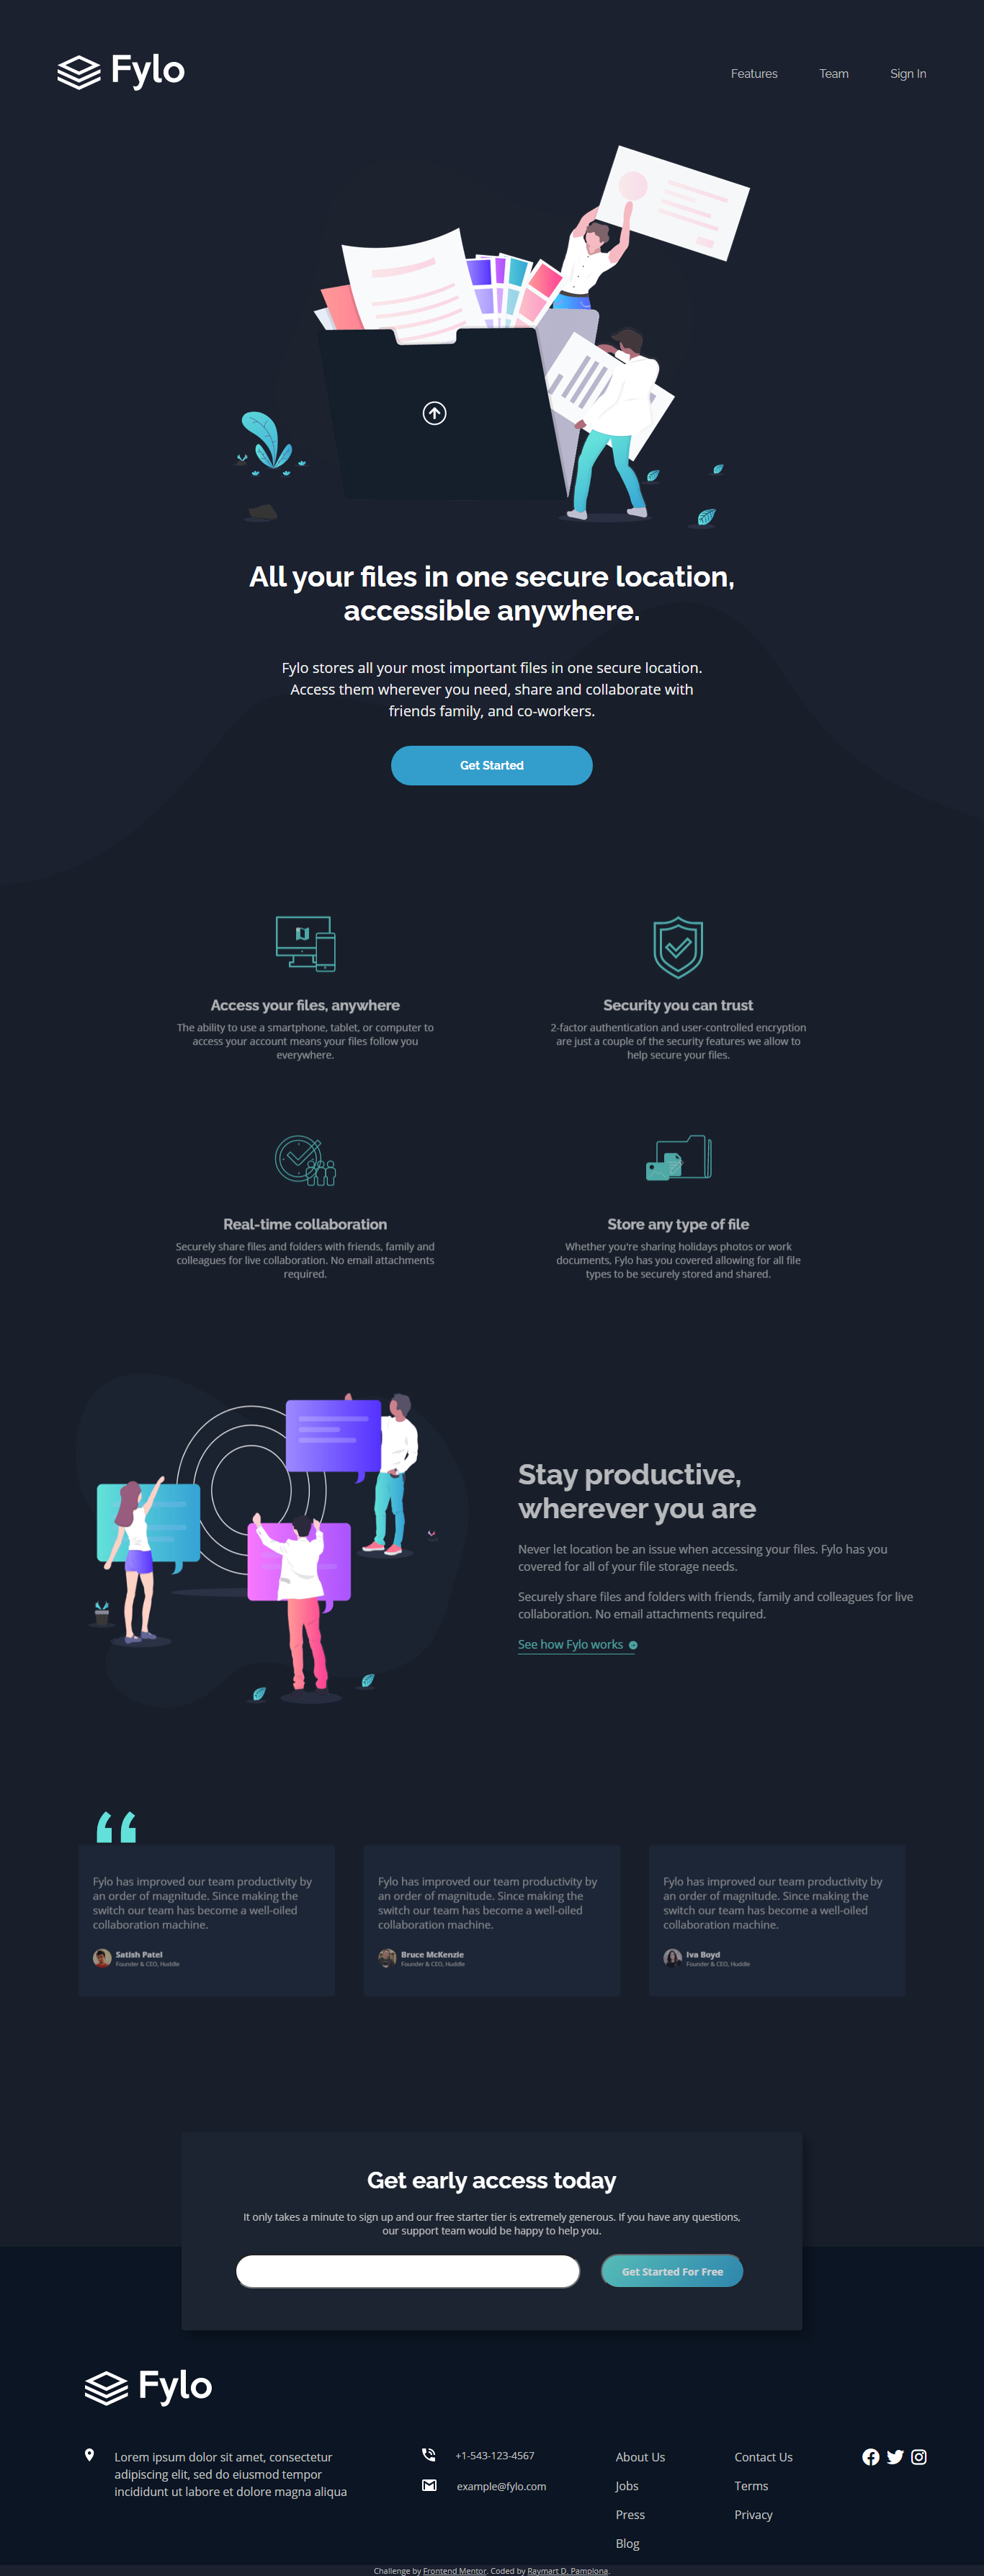 Fylo
Features Team Sign In
All your files in one secure location,
accessible anywhere.
Fylo stores all your most important files in one secure location.
Access them wherever you need, share and collaborate with
friends family, and co-workers.
Get Started
Access your files, anywhere
The ability to use a smartphone, tablet, or computer to
access your account means your files follow you
everywhere.
Security you can trust
2-factor authentication and user-controlled encryption
are just a couple of the security features we allow to
help secure your files.
Real-time collaboration
Securely share files and folders with friends, family and
colleagues for live collaboration. No email attachments
required.
Store any type of file
Whether you're sharing holidays photos or work
documents, Fylo has you covered allowing for all file
types to be securely stored and shared.
Stay productive,
wherever you are
Never let location be an issue when accessing your files. Fylo has you
covered for all of your file storage needs.
Securely share files and folders with friends, family and colleagues for live
collaboration. No email attachments required.
See how Fylo works
Fylo has improved our team productivity by
an order of magnitude. Since making the
switch our team has become a well-oiled
collaboration machine.
Satish Patel
Founder & CEO, Huddle
Fylo has improved our team productivity by
an order of magnitude. Since making the
switch our team has become a well-oiled
collaboration machine.
Bruce McKenzie
Founder & CEO, Huddle
Fylo has improved our team productivity by
an order of magnitude. Since making the
switch our team has become a well-oiled
collaboration machine.
Iva Boyd
Founder & CEO, Huddle
Get early access today
It only takes a minute to sign up and our free starter tier is extremely generous. If you have any questions,
our support team would be happy to help you.
Get Started For Free
Fylo
Lorem ipsum dolor sit amet, consectetur
adipiscing elit, sed do eiusmod tempor
incididunt ut labore et dolore magna aliqua
+1-543-123-4567
example@fylo.com
About Us
Jobs
Press
Blog
Contact Us
Terms
Privacy
Challenge by Frontend Mentor. Coded by Raymart D. Pamplona.